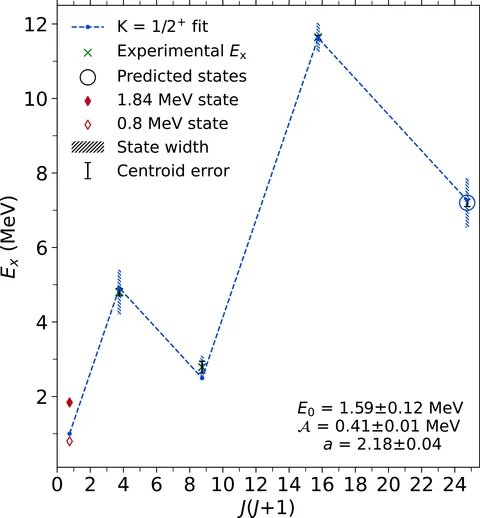 12
10
8
6
4
2
E_x (MeV)
K = 1/2⁺ fit
Experimental Eₓ
Predicted states
1.84 MeV state
0.8 MeV state
State width
Centroid error
E₀ = 1.59±0.12 MeV
𝒜 = 0.41±0.01 MeV
a = 2.18±0.04
0 2 4 6 8 10 12 14 16 18 20 22 24
J(J+1)